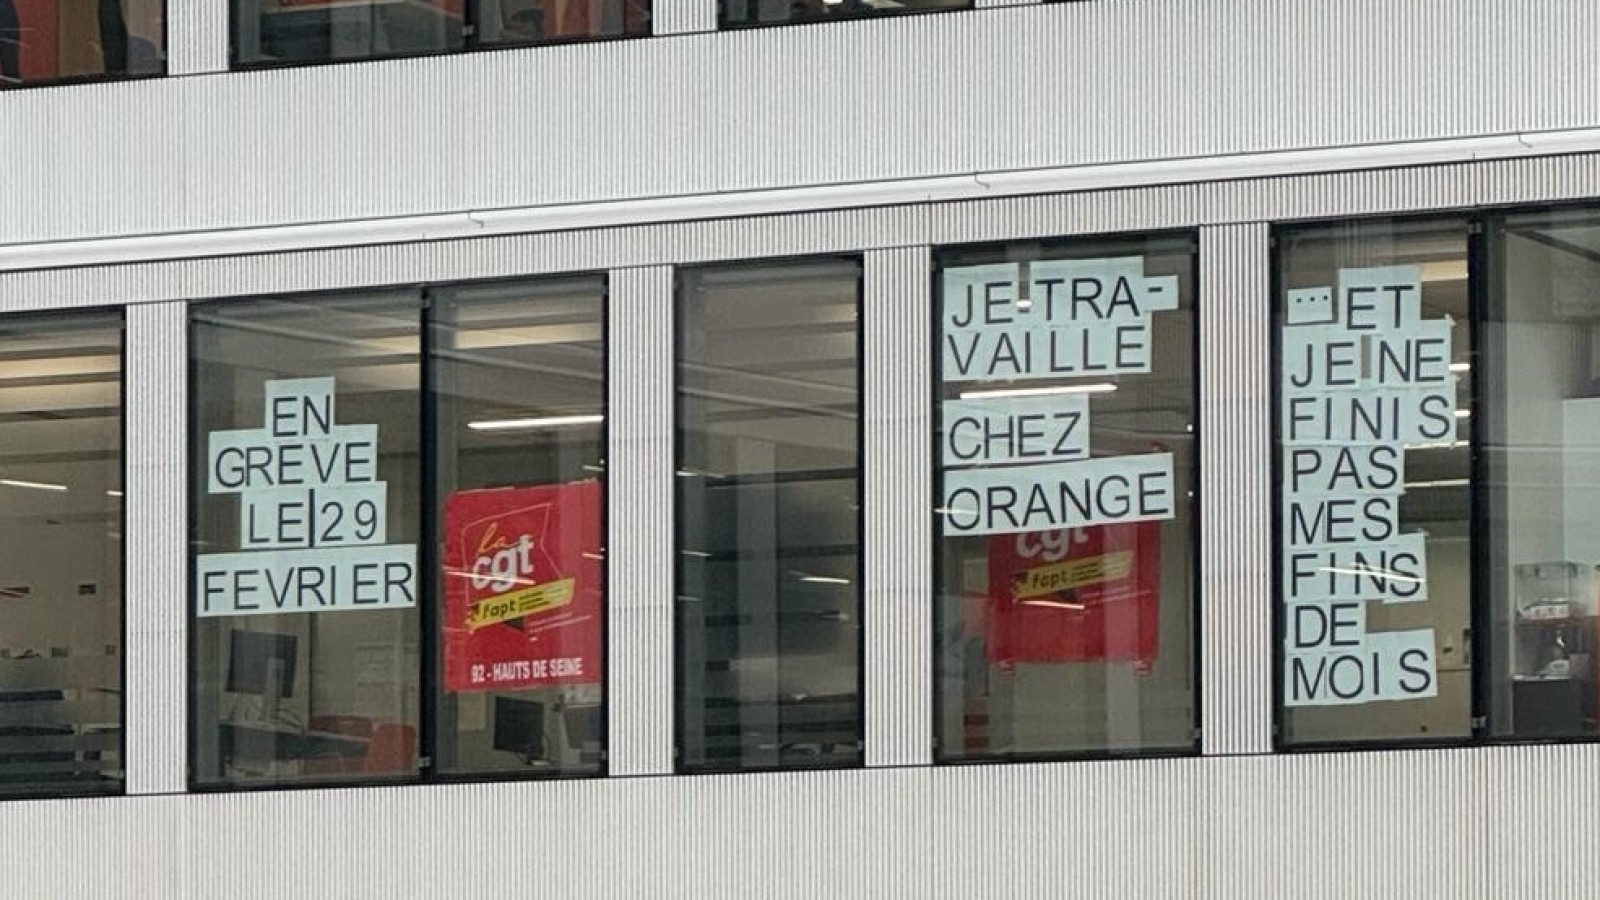 EN
GREVE
LE 29
FEVRIER
la
cgt
fapt
92 - HAUTS DE SEINE
JE TRA-
VAILLE
CHEZ
ORANGE
cgt
fapt
... ET
JE NE
FINIS
PAS
MES
FINS
DE
MOIS